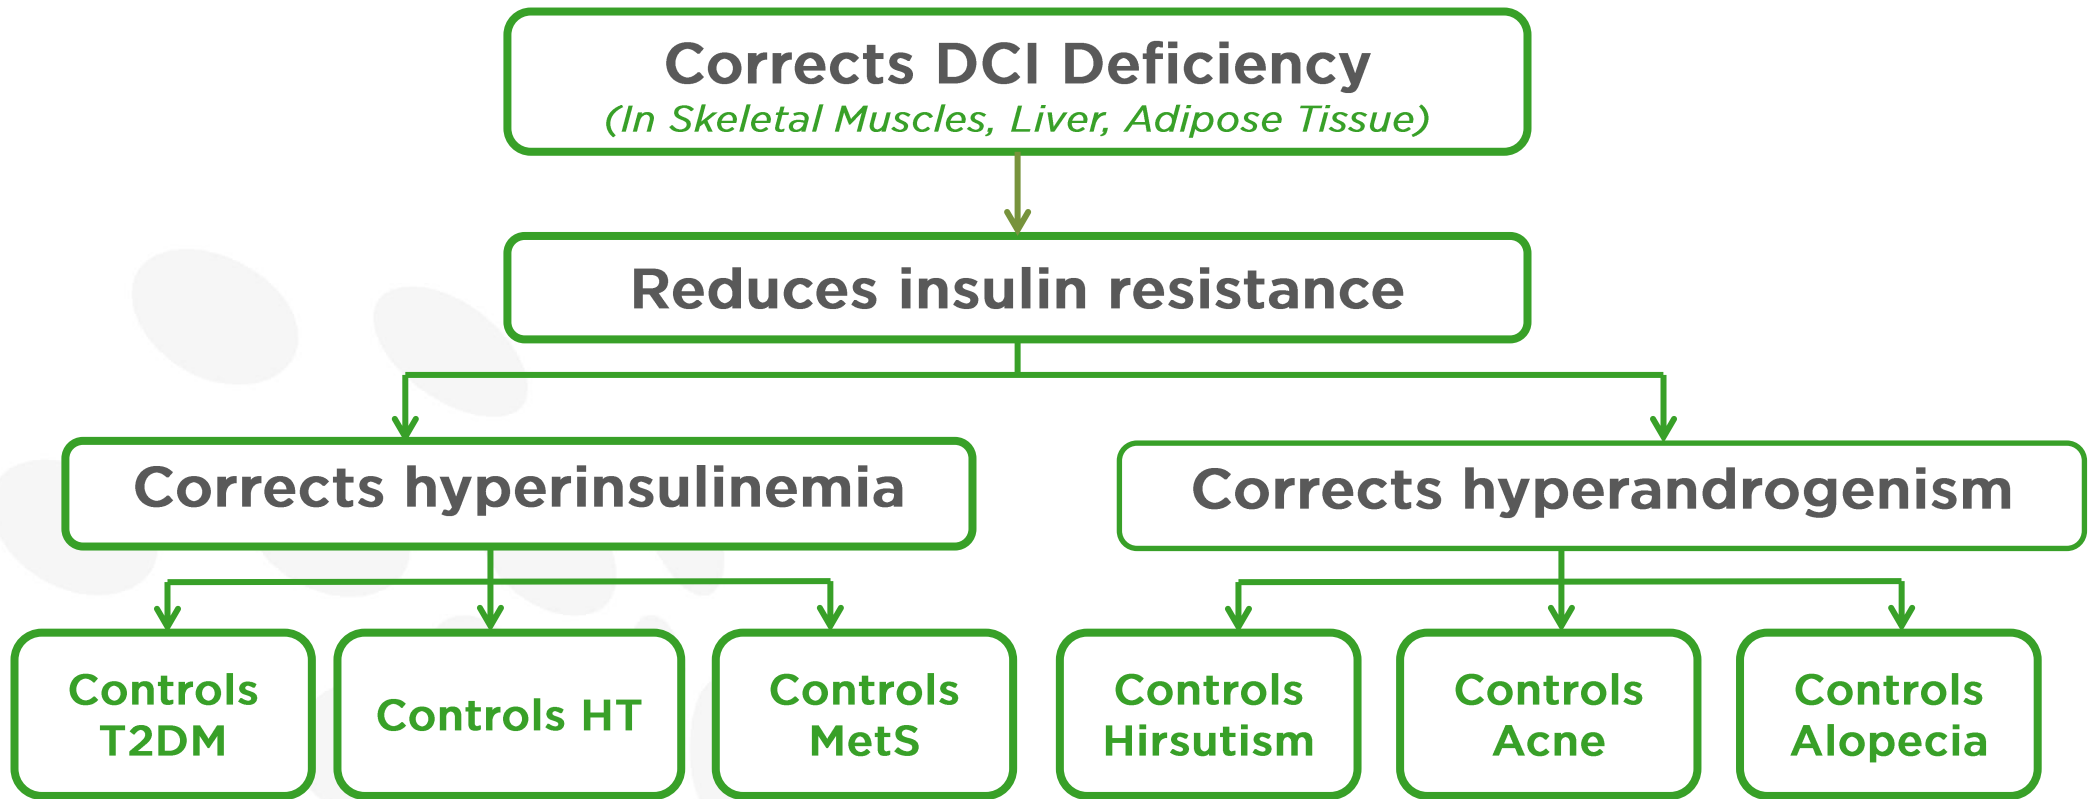 Corrects DCI Deficiency
(In Skeletal Muscles, Liver, Adipose Tissue)
Reduces insulin resistance
Corrects hyperinsulinemia
Corrects hyperandrogenism
Controls
T2DM
Controls HT
Controls
MetS
Controls
Hirsutism
Controls
Acne
Controls
Alopecia